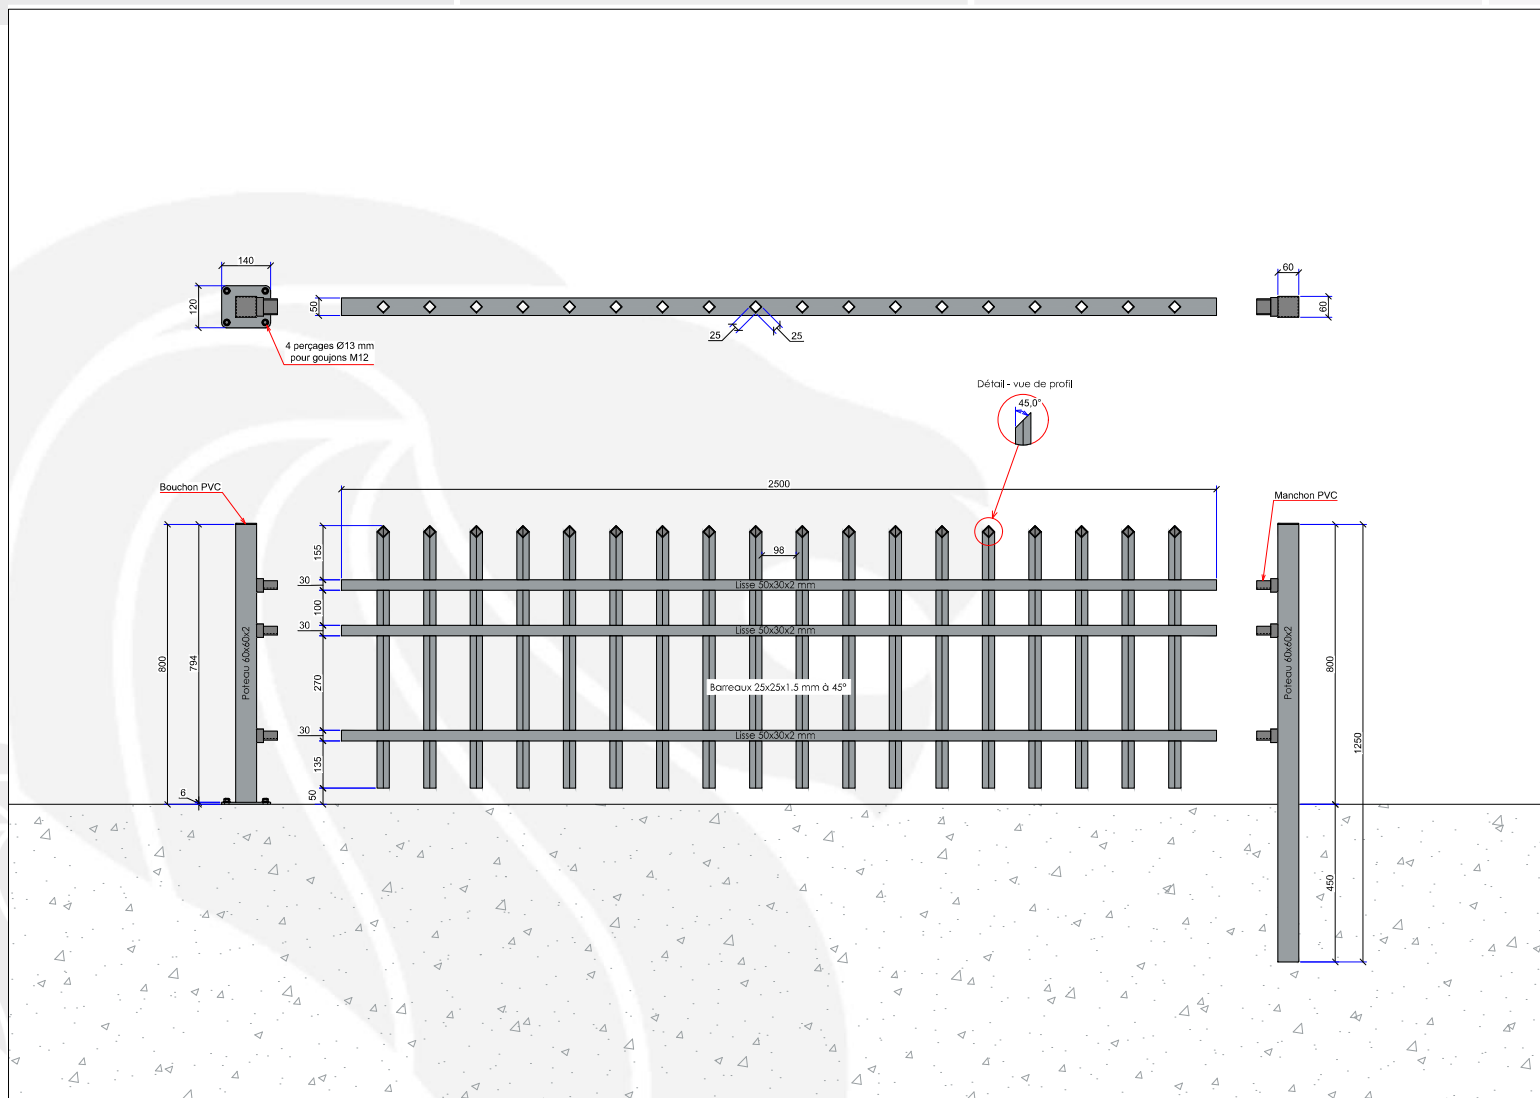 140
120
4 perçages Ø13 mm
pour goujons M12
50
25
25
60
60
Détail - vue de profil
45,0°
Bouchon PVC
2500
Manchon PVC
155
98
30
Lisse 50x30x2 mm
100
30
Lisse 50x30x2 mm
800
794
Poteau 60x60x2
270
Barreaux 25x25x1.5 mm à 45°
Poteau 60x60x2
800
1250
30
Lisse 50x30x2 mm
135
6
50
450